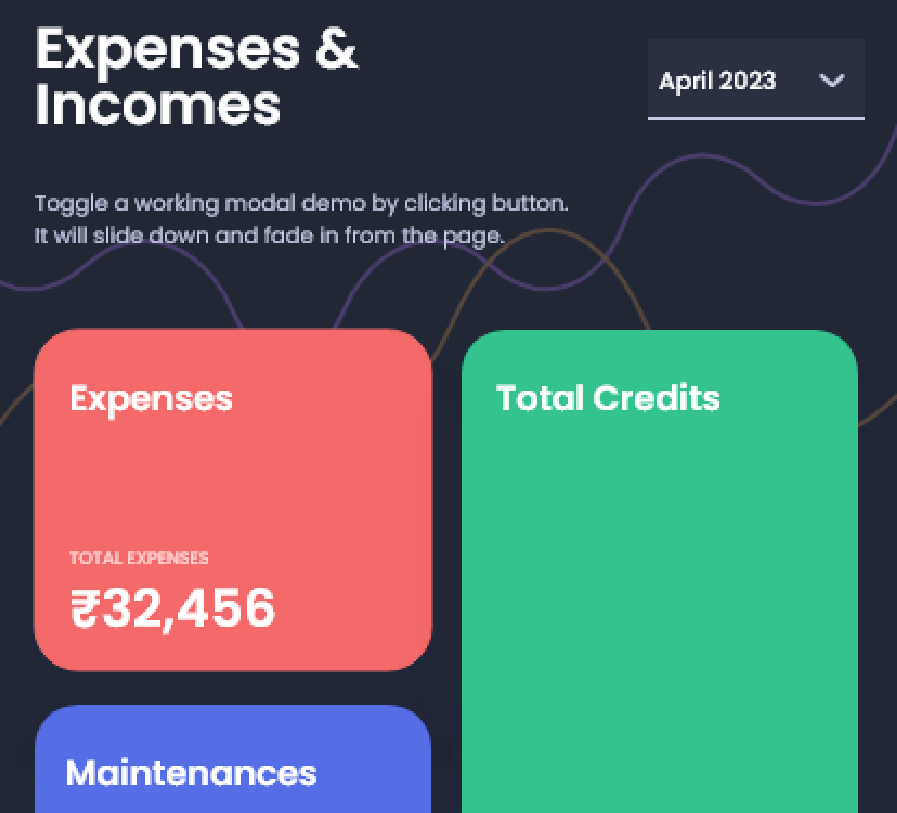 Expenses &
Incomes
April 2023
Toggle a working modal demo by clicking button.
It will slide down and fade in from the page.
Expenses
TOTAL EXPENSES
₹32,456
Total Credits
Maintenances